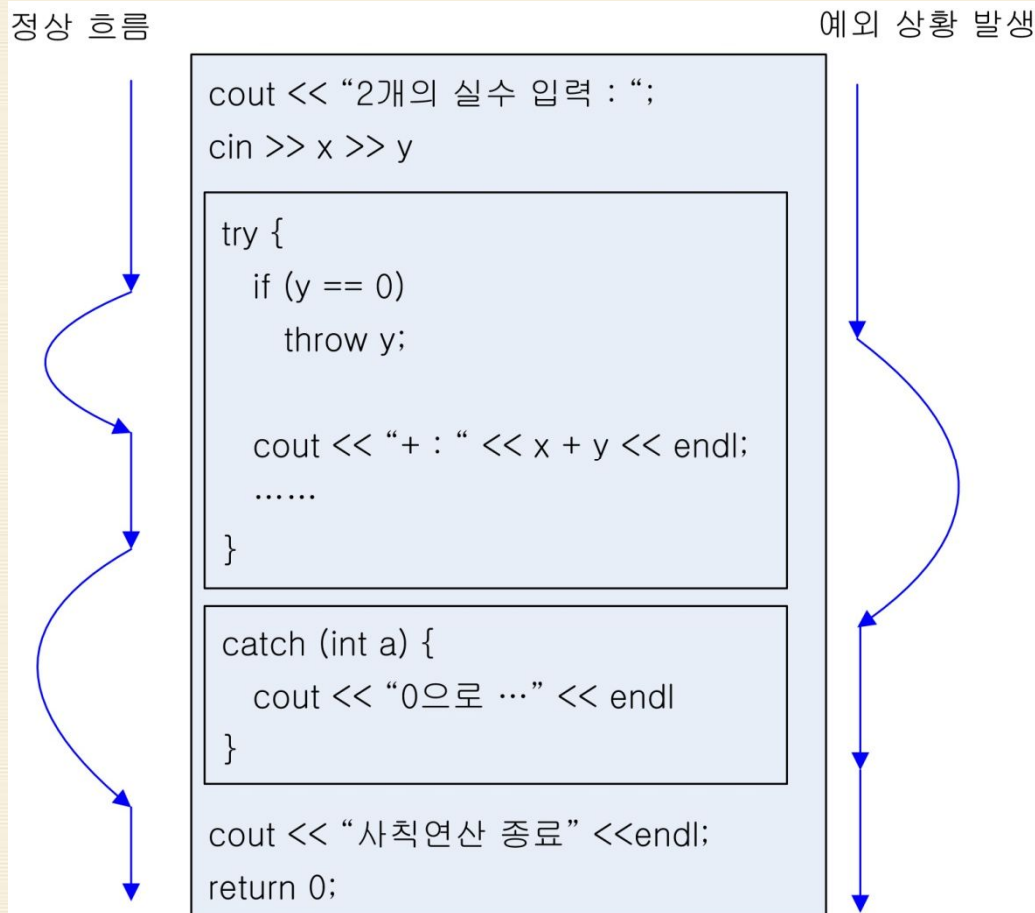 정상 흐름
예외 상황 발생
cout << “2개의 실수 입력 : “;
cin >> x >> y
try {
if (y == 0)
throw y;
cout << “+ : “ << x + y << endl;
……
}
catch (int a) {
cout << “0으로 …” << endl
}
cout << “사칙연산 종료” <<endl;
return 0;